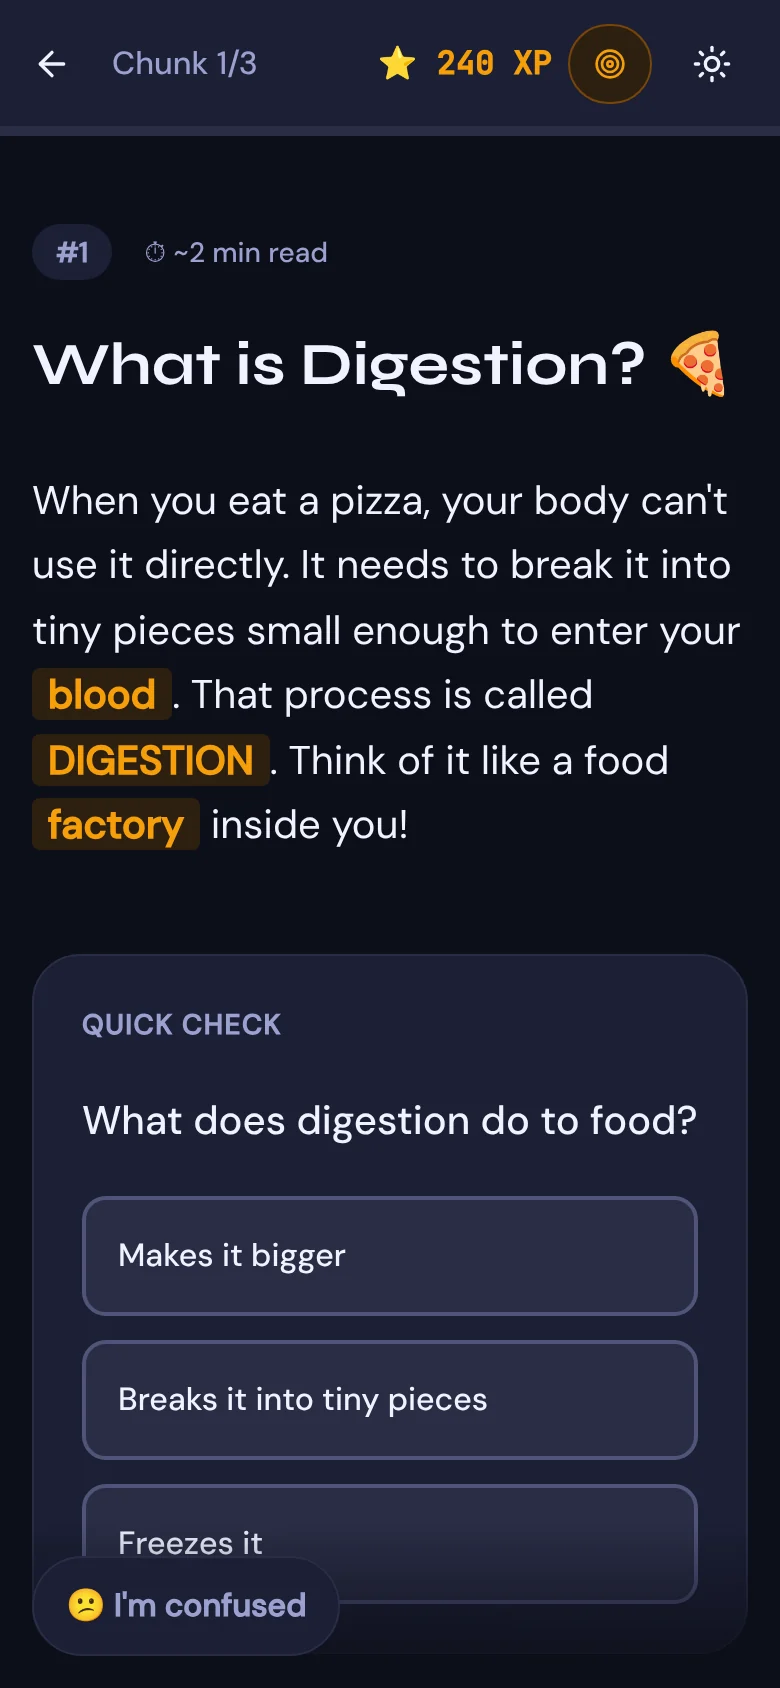 Chunk 1/3
⭐ 240 XP
#1
⏱ ~2 min read
What is Digestion? 🍕
When you eat a pizza, your body can't
use it directly. It needs to break it into
tiny pieces small enough to enter your
blood. That process is called
DIGESTION. Think of it like a food
factory inside you!
QUICK CHECK
What does digestion do to food?
Makes it bigger
Breaks it into tiny pieces
Freezes it
😕 I'm confused